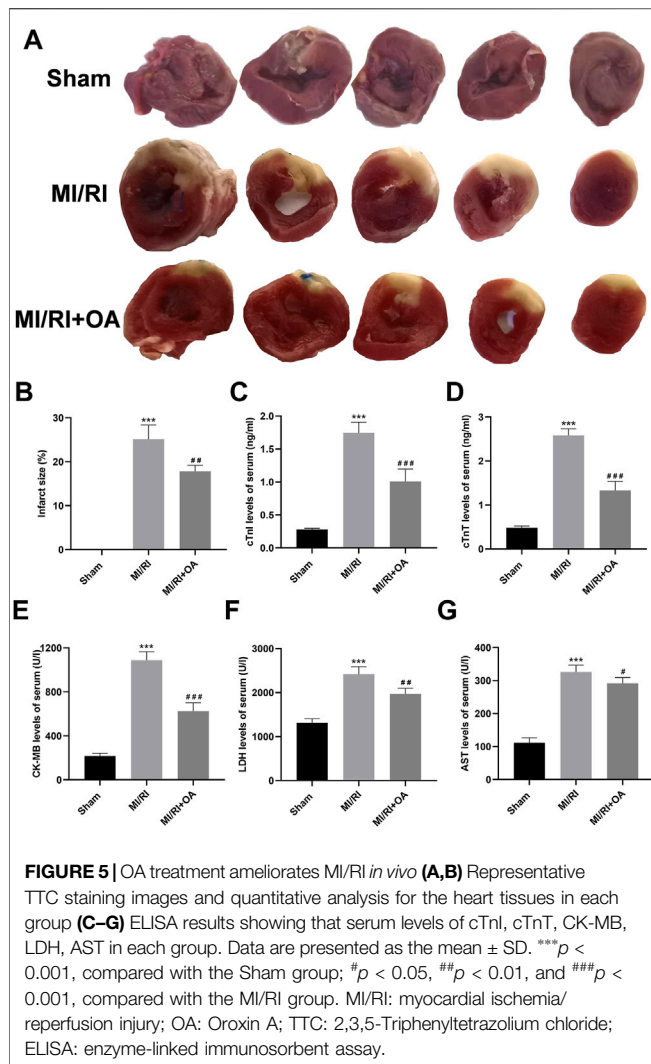 A
Sham
MI/RI
MI/RI+OA
B
Infarct size (%)
30
20
10
0
***
##
Sham
MI/RI
MI/RI+OA
C
cTnI levels of serum (ng/ml)
2.0
1.5
1.0
0.5
0.0
***
###
Sham
MI/RI
MI/RI+OA
D
cTnT levels of serum (ng/ml)
3
2
1
0
***
###
Sham
MI/RI
MI/RI+OA
E
CK-MB levels of serum (U/l)
1200
800
400
0
***
###
Sham
MI/RI
MI/RI+OA
F
LDH levels of serum (U/l)
3000
2000
1000
0
***
##
Sham
MI/RI
MI/RI+OA
G
AST levels of serum (U/l)
400
300
200
100
0
***
#
Sham
MI/RI
MI/RI+OA
FIGURE 5 | OA treatment ameliorates MI/RI in vivo (A,B) Representative
TTC staining images and quantitative analysis for the heart tissues in each
group (C–G) ELISA results showing that serum levels of cTnI, cTnT, CK-MB,
LDH, AST in each group. Data are presented as the mean ± SD. ***p <
0.001, compared with the Sham group; #p < 0.05, ##p < 0.01, and ###p <
0.001, compared with the MI/RI group. MI/RI: myocardial ischemia/
reperfusion injury; OA: Oroxin A; TTC: 2,3,5-Triphenyltetrazolium chloride;
ELISA: enzyme-linked immunosorbent assay.